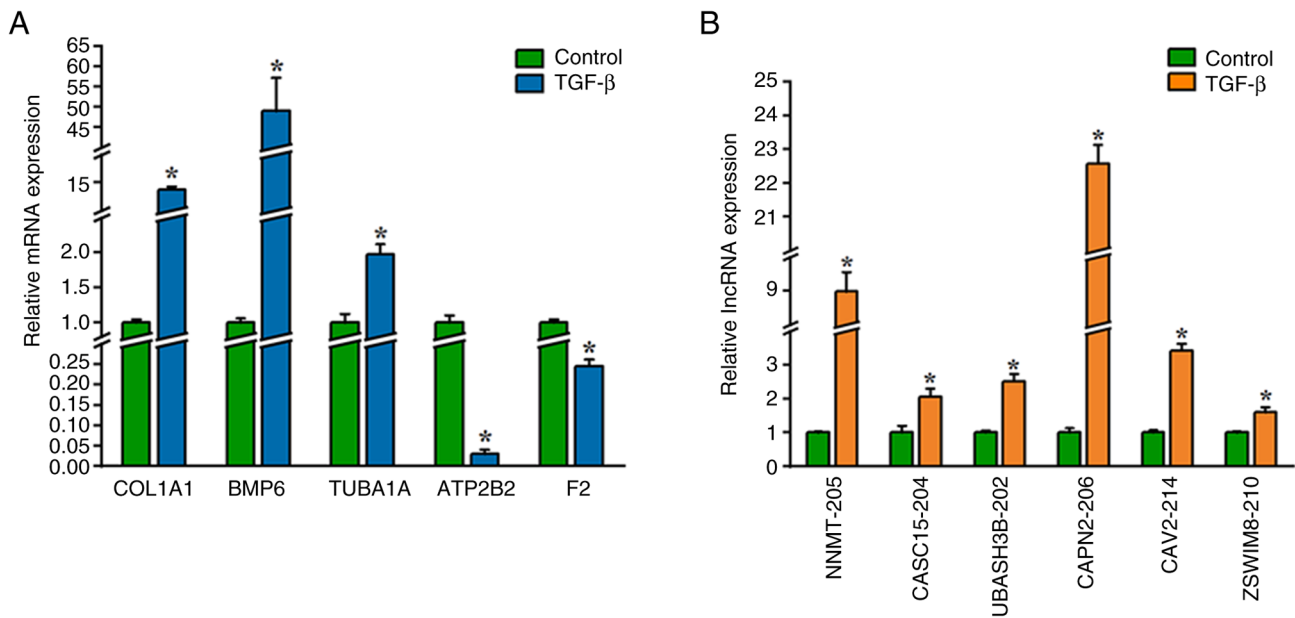 A
Relative mRNA expression
65
60
55
50
45
15
2.0
1.5
1.0
0.25
0.20
0.15
0.10
0.05
0.00
*
*
*
*
*
Control
TGF-β
COL1A1 BMP6 TUBA1A ATP2B2 F2
B
Relative lncRNA expression
25
24
23
22
21
9
3
2
1
0
*
*
*
*
*
*
Control
TGF-β
NNMT-205
CASC15-204
UBASH3B-202
CAPN2-206
CAV2-214
ZSWIM8-210